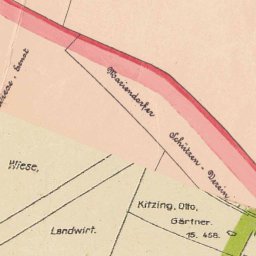 Mariendorfer
Schützen - Verein
Wiese,
Kitzing, Otto,
Gärtner.
15. 458.
Landwirt.